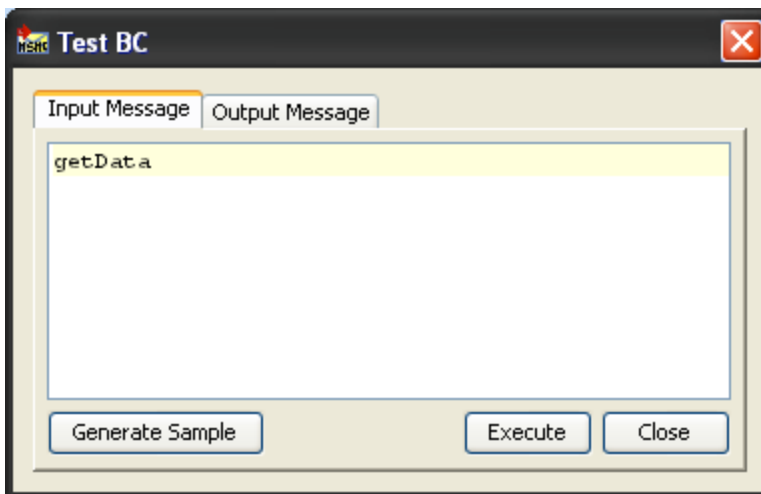 Test BC
Input Message Output Message
getData
Generate Sample Execute Close